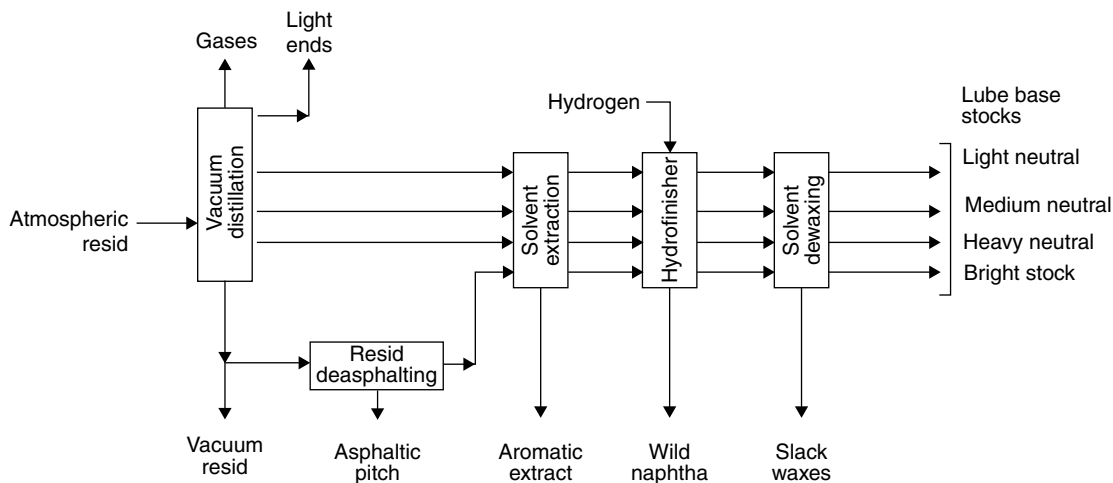 Gases
Light
ends
Hydrogen
Lube base
stocks
Atmospheric
resid
Vacuum
distillation
Solvent
extraction
Hydrofinisher
Solvent
dewaxing
Light neutral
Medium neutral
Heavy neutral
Bright stock
Resid
deasphalting
Vacuum
resid
Asphaltic
pitch
Aromatic
extract
Wild
naphtha
Slack
waxes